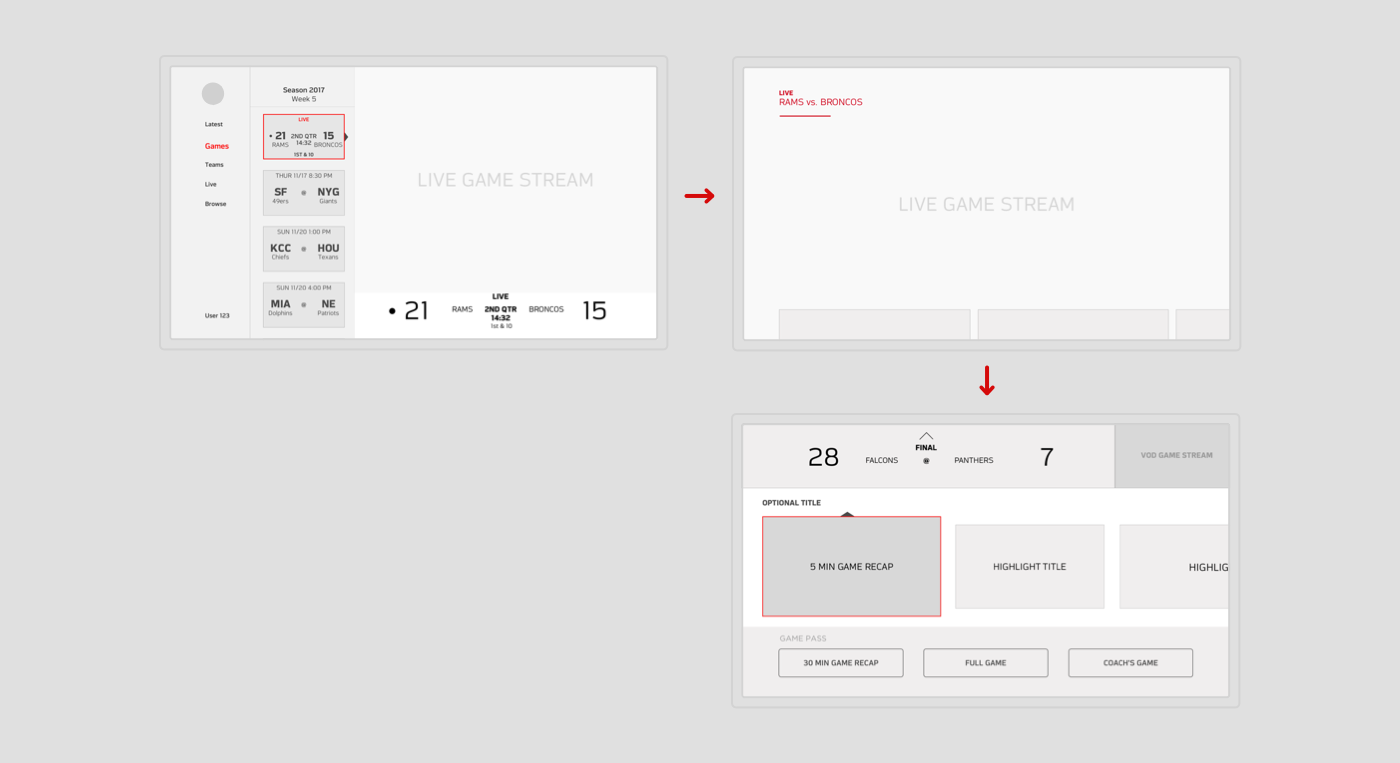 Latest
Games
Teams
Live
Browse
User 123
Season 2017
Week 5
LIVE
• 21 2ND QTR 15
RAMS 14:32 BRONCOS
1ST & 10
THUR 11/17 8:30 PM
SF @ NYG
49ers Giants
SUN 11/20 1:00 PM
KCC @ HOU
Chiefs Texans
SUN 11/20 4:00 PM
MIA @ NE
Dolphins Patriots
LIVE GAME STREAM
LIVE
• 21 RAMS 2ND QTR BRONCOS 15
14:32
1st & 10
LIVE
RAMS vs. BRONCOS
LIVE GAME STREAM
FINAL
28 FALCONS @ PANTHERS 7
VOD GAME STREAM
OPTIONAL TITLE
5 MIN GAME RECAP
HIGHLIGHT TITLE
HIGHLIG
GAME PASS
30 MIN GAME RECAP
FULL GAME
COACH'S GAME